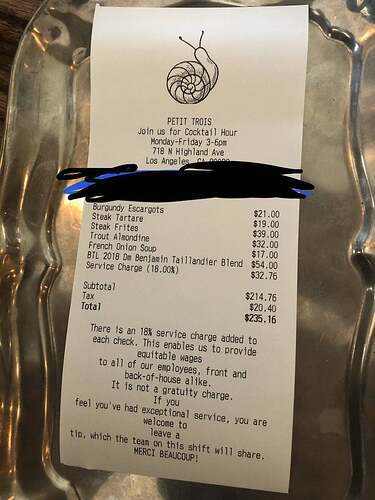 PETIT TROIS
Join us for Cocktail Hour
Monday-Friday 3-6pm
718 N Highland Ave
Los Angeles, CA
Burgundy Escargots $21.00
Steak Tartare $19.00
Steak Frites $39.00
Trout Almondine $32.00
French Onion Soup $17.00
BTL 2018 Dm Benjamin Taillandier Blend $54.00
Service Charge (18.00%) $32.76
Subtotal $214.76
Tax $20.40
Total $235.16
There is an 18% service charge added to
each check. This enables us to provide
equitable wages
to all of our employees, front and
back-of-house alike.
It is not a gratuity charge.
If you
feel you've had exceptional service, you are
welcome to
leave a
tip, which the team on this shift will share.
MERCI BEAUCOUP!